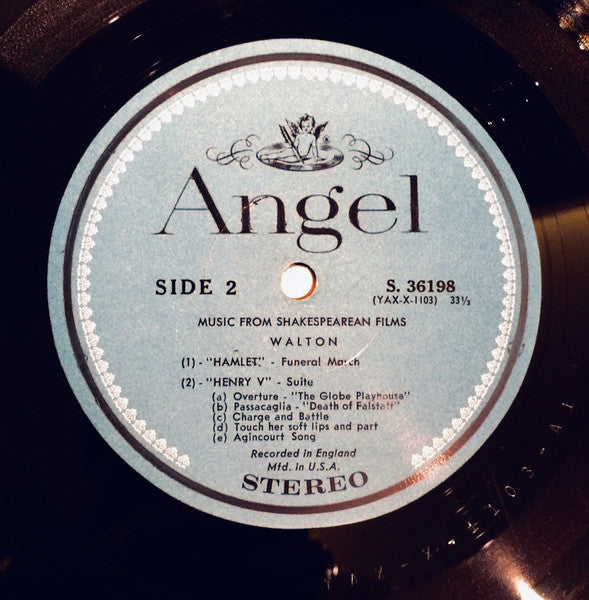 Angel
SIDE 2
S. 36198
(YAX-X-1103) 33⅓
MUSIC FROM SHAKESPEAREAN FILMS
WALTON
(1) - "HAMLET" - Funeral March
(2) - "HENRY V" - Suite
(a) Overture - "The Globe Playhouse"
(b) Passacaglia - "Death of Falstaff"
(c) Charge and Battle
(d) Touch her soft lips and part
(e) Agincourt Song
Recorded in England
Mfd. in U.S.A.
STEREO